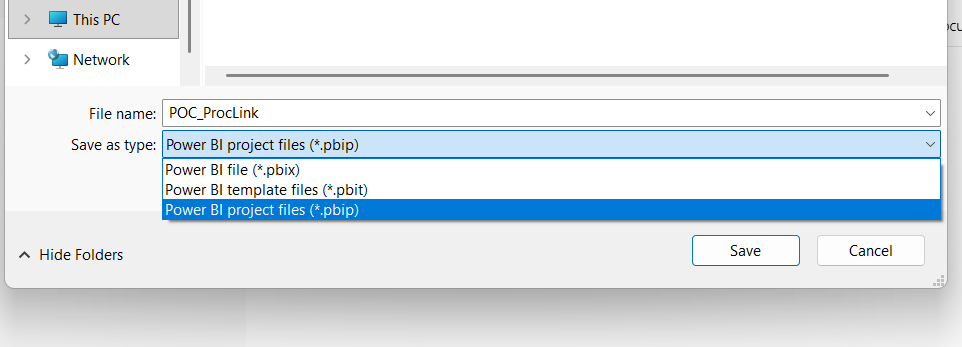 This PC
Network
File name: POC_ProcLink
Save as type: Power BI project files (*.pbip)
Power BI file (*.pbix)
Power BI template files (*.pbit)
Power BI project files (*.pbip)
Hide Folders
Save Cancel